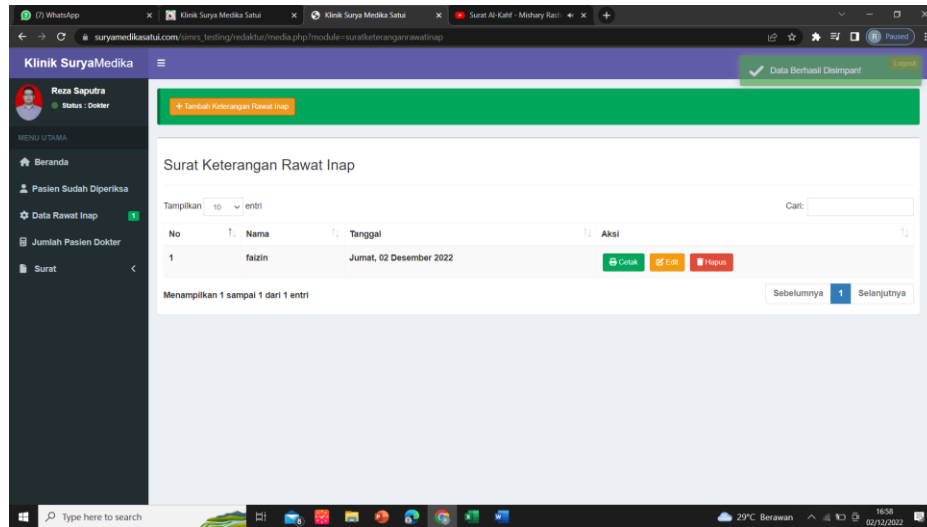 (7) WhatsApp
Klinik Surya Medika Satui
Klinik Surya Medika Satui
Surat Al-Kahf - Mishary Rash
suryamedikasatui.com/simrs_testing/redaktur/media.php?module=suratketeranganrawatinap
R Paused
Klinik SuryaMedika
Data Berhasil Disimpan!
Logout
Reza Saputra
Status : Dokter
+ Tambah Keterangan Rawat Inap
MENU UTAMA
Beranda
Pasien Sudah Diperiksa
Data Rawat Inap 1
Jumlah Pasien Dokter
Surat
Surat Keterangan Rawat Inap
Tampilkan 10 entri
Cari:
No Nama Tanggal Aksi
1 faizin Jumat, 02 Desember 2022 Cetak Edit Hapus
Menampilkan 1 sampai 1 dari 1 entri
Sebelumnya 1 Selanjutnya
Type here to search
29°C Berawan
16:58
02/12/2022